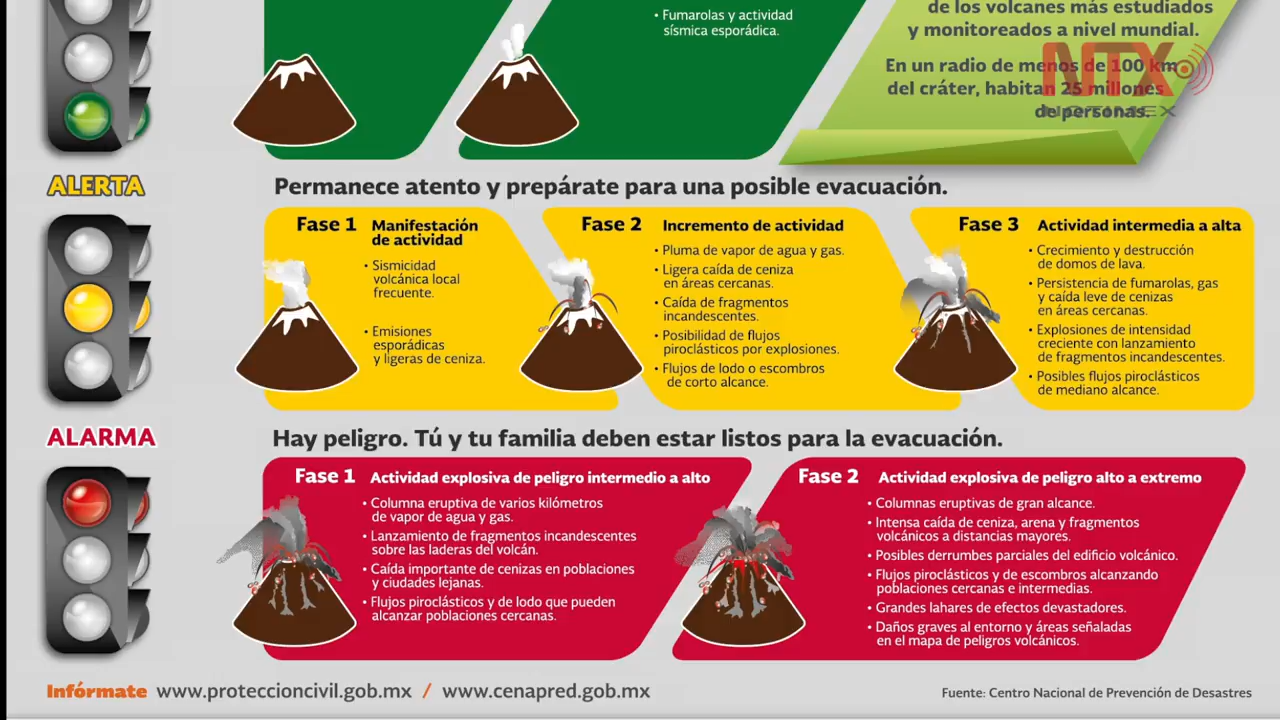 • Fumarolas y actividad
sísmica esporádica.
de los volcanes más estudiados
y monitoreados a nivel mundial.
En un radio de menos de 100 km
del cráter, habitan 25 millones
de personas.
NTX
NOTIMEX
ALERTA
Permanece atento y prepárate para una posible evacuación.
Fase 1 Manifestación
de actividad
• Sismicidad
volcánica local
frecuente.
• Emisiones
esporádicas
y ligeras de ceniza.
Fase 2 Incremento de actividad
• Pluma de vapor de agua y gas.
• Ligera caída de ceniza
en áreas cercanas.
• Caída de fragmentos
incandescentes.
• Posibilidad de flujos
piroclásticos por explosiones.
• Flujos de lodo o escombros
de corto alcance.
Fase 3 Actividad intermedia a alta
• Crecimiento y destrucción
de domos de lava.
• Persistencia de fumarolas, gas
y caída leve de cenizas
en áreas cercanas.
• Explosiones de intensidad
creciente con lanzamiento
de fragmentos incandescentes.
• Posibles flujos piroclásticos
de mediano alcance.
ALARMA
Hay peligro. Tú y tu familia deben estar listos para la evacuación.
Fase 1 Actividad explosiva de peligro intermedio a alto
• Columna eruptiva de varios kilómetros
de vapor de agua y gas.
• Lanzamiento de fragmentos incandescentes
sobre las laderas del volcán.
• Caída importante de cenizas en poblaciones
y ciudades lejanas.
• Flujos piroclásticos y de lodo que pueden
alcanzar poblaciones cercanas.
Fase 2 Actividad explosiva de peligro alto a extremo
• Columnas eruptivas de gran alcance.
• Intensa caída de ceniza, arena y fragmentos
volcánicos a distancias mayores.
• Posibles derrumbes parciales del edificio volcánico.
• Flujos piroclásticos y de escombros alcanzando
poblaciones cercanas e intermedias.
• Grandes lahares de efectos devastadores.
• Daños graves al entorno y áreas señaladas
en el mapa de peligros volcánicos.
Infórmate www.proteccioncivil.gob.mx / www.cenapred.gob.mx
Fuente: Centro Nacional de Prevención de Desastres